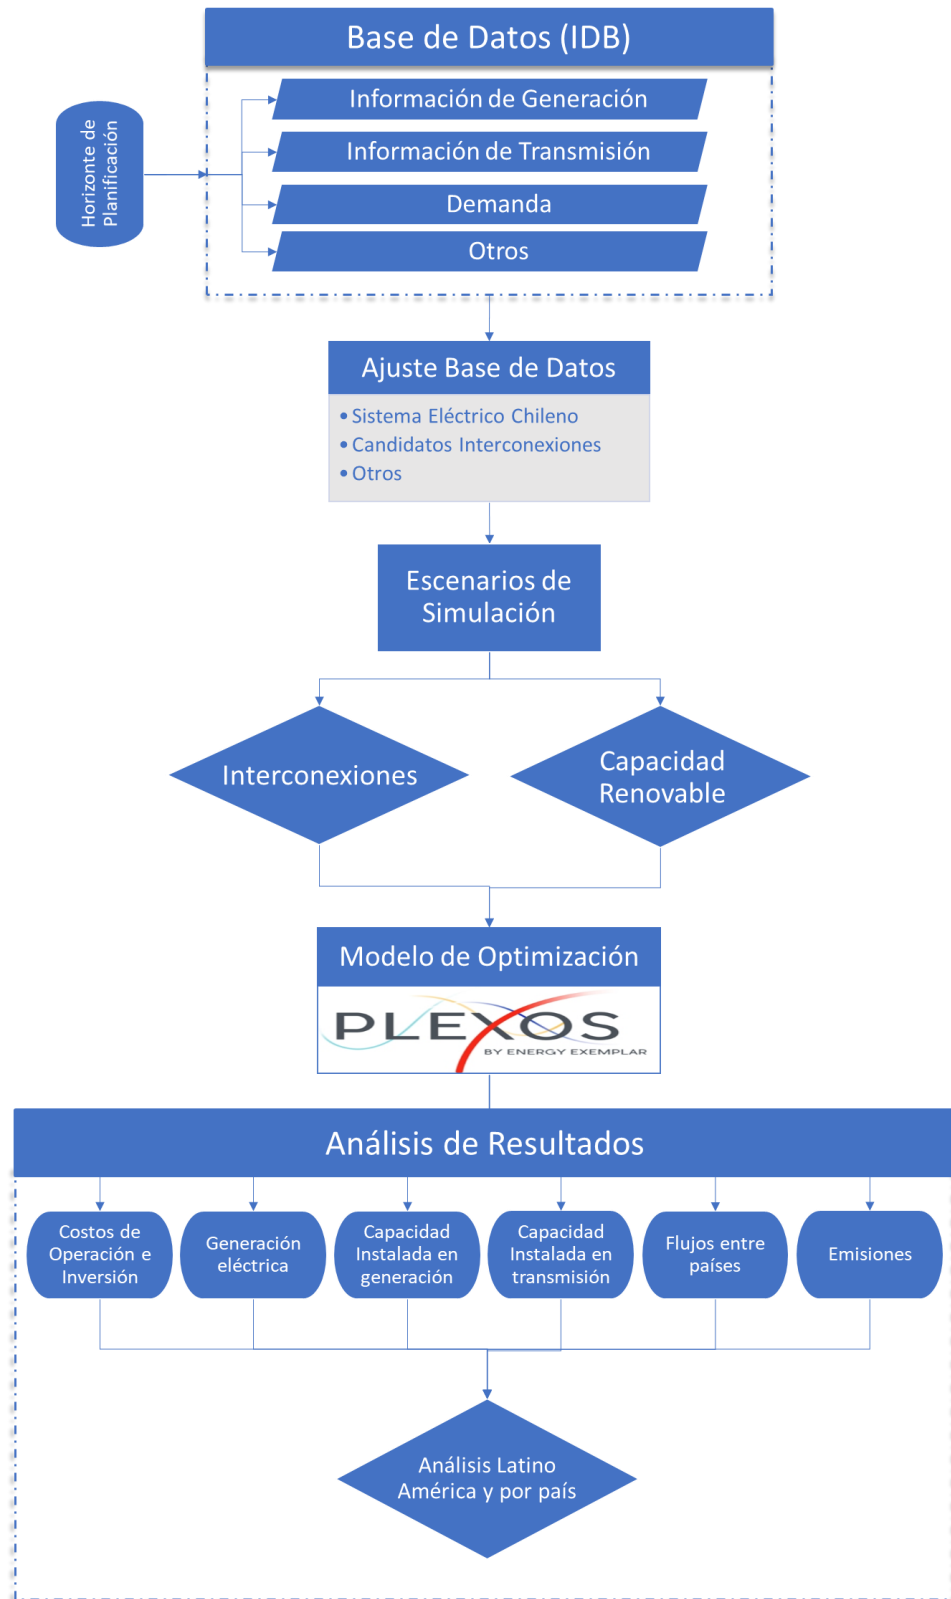 Base de Datos (IDB)
Horizonte de
Planificación
Información de Generación
Información de Transmisión
Demanda
Otros
Ajuste Base de Datos
• Sistema Eléctrico Chileno
• Candidatos Interconexiones
• Otros
Escenarios de
Simulación
Interconexiones
Capacidad
Renovable
Modelo de Optimización
PLEXOS
BY ENERGY EXEMPLAR
Análisis de Resultados
Costos de
Operación e
Inversión
Generación
eléctrica
Capacidad
Instalada en
generación
Capacidad
Instalada en
transmisión
Flujos entre
países
Emisiones
Análisis Latino
América y por país